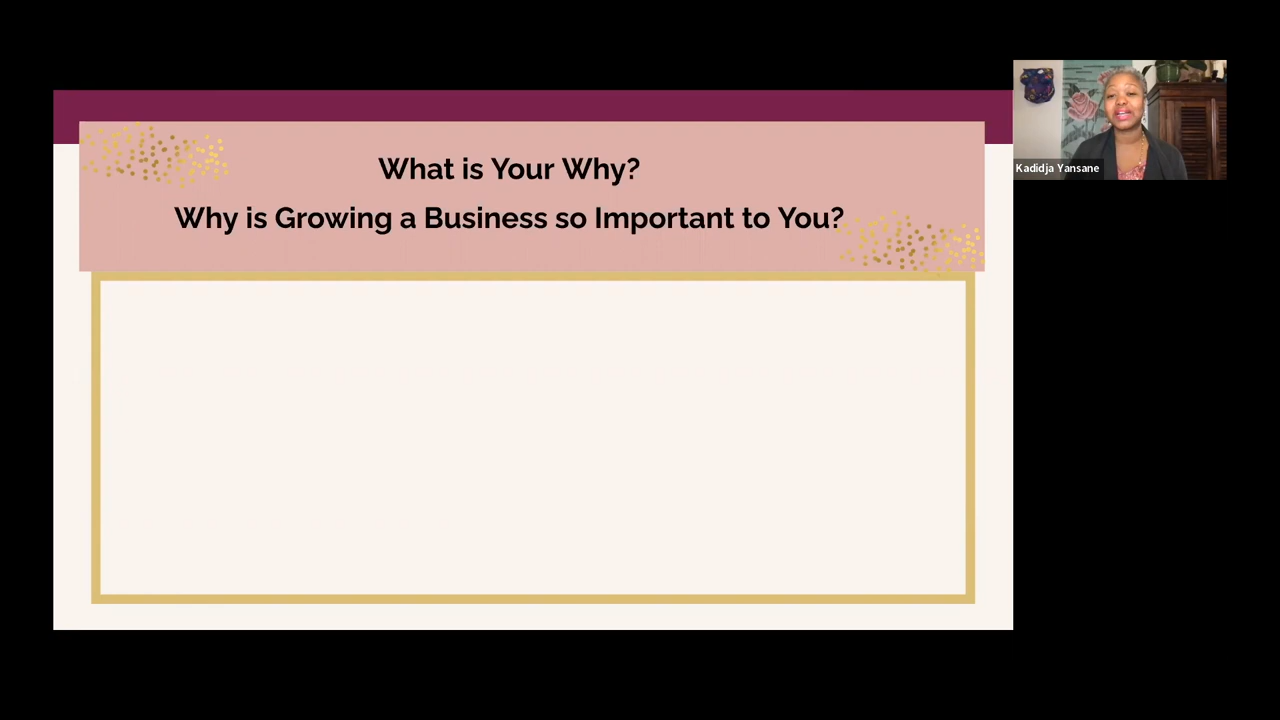 What is Your Why?
Why is Growing a Business so Important to You?
Kadidja Yansane